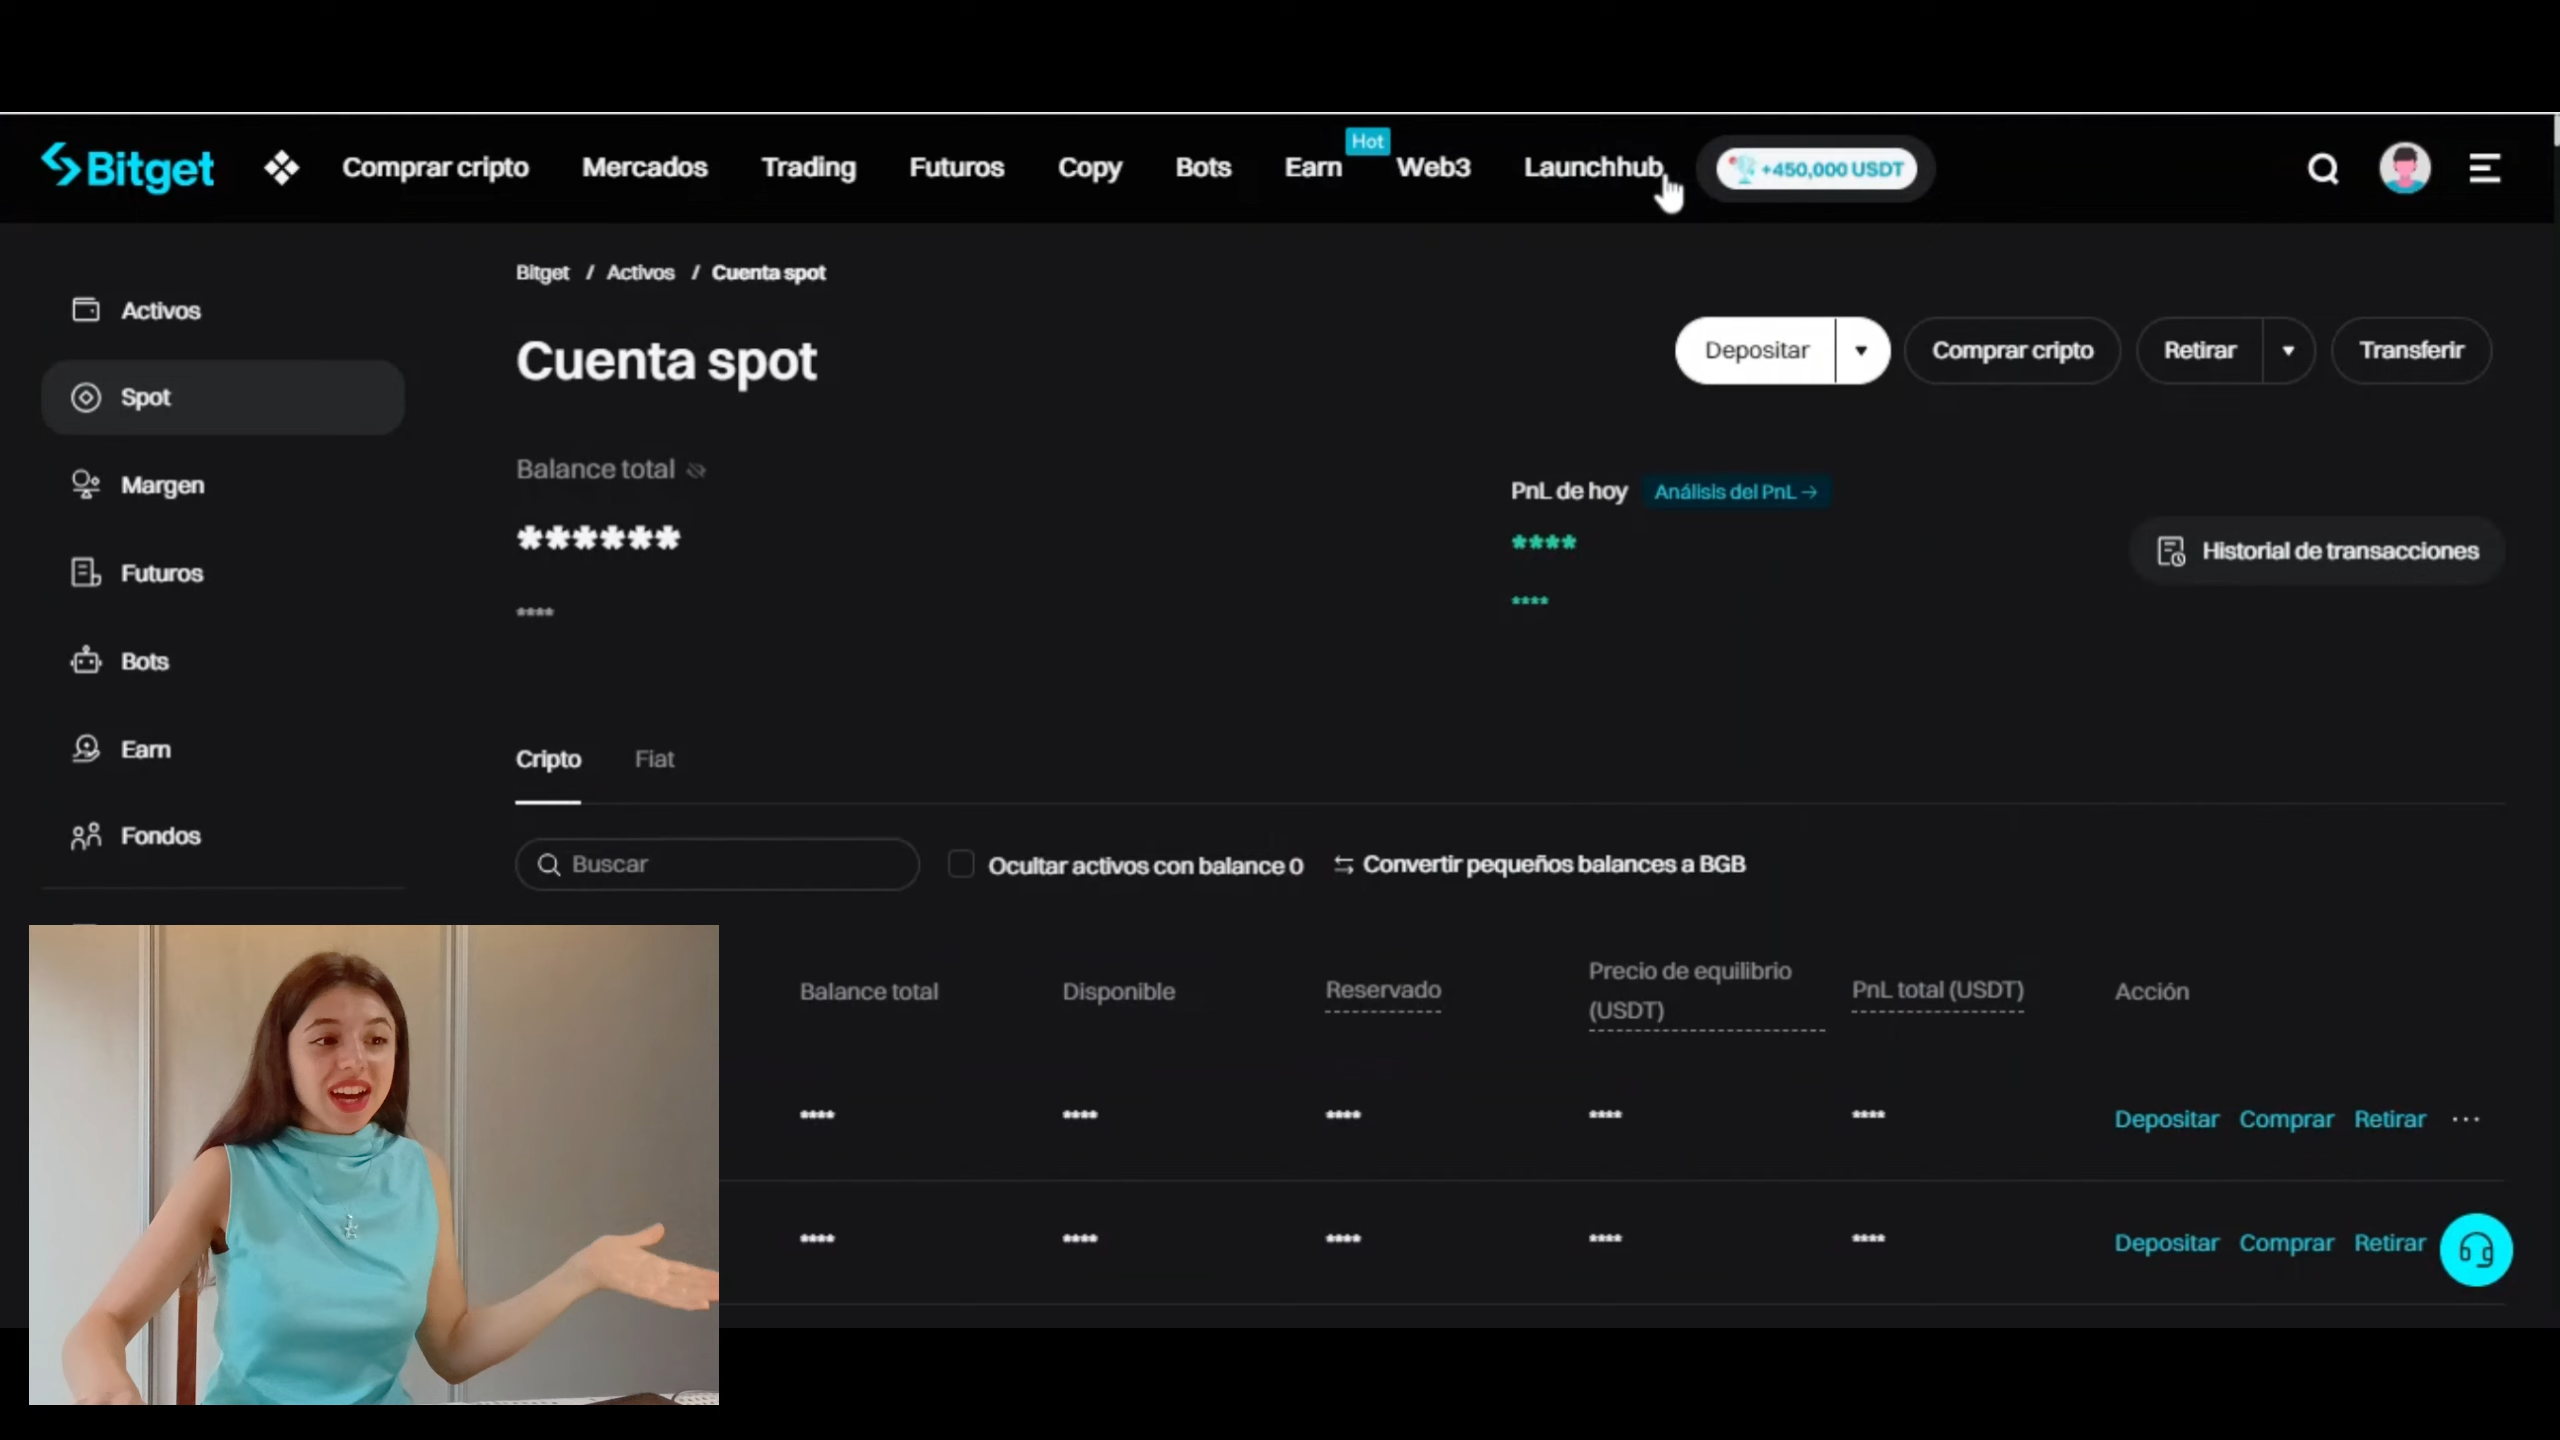 Bitget
Comprar cripto Mercados Trading Futuros Copy Bots Earn Hot Web3 Launchhub +450,000 USDT
Bitget / Activos / Cuenta spot
Activos
Spot
Margen
Futuros
Bots
Earn
Fondos
Cuenta spot
Depositar Comprar cripto Retirar Transferir
Balance total
******
****
PnL de hoy Análisis del PnL →
****
****
Historial de transacciones
Cripto Fiat
Buscar Ocultar activos con balance 0 Convertir pequeños balances a BGB
Balance total Disponible Reservado Precio de equilibrio
(USDT) PnL total (USDT) Acción
**** **** **** **** **** Depositar Comprar Retirar ...
**** **** **** **** **** Depositar Comprar Retirar